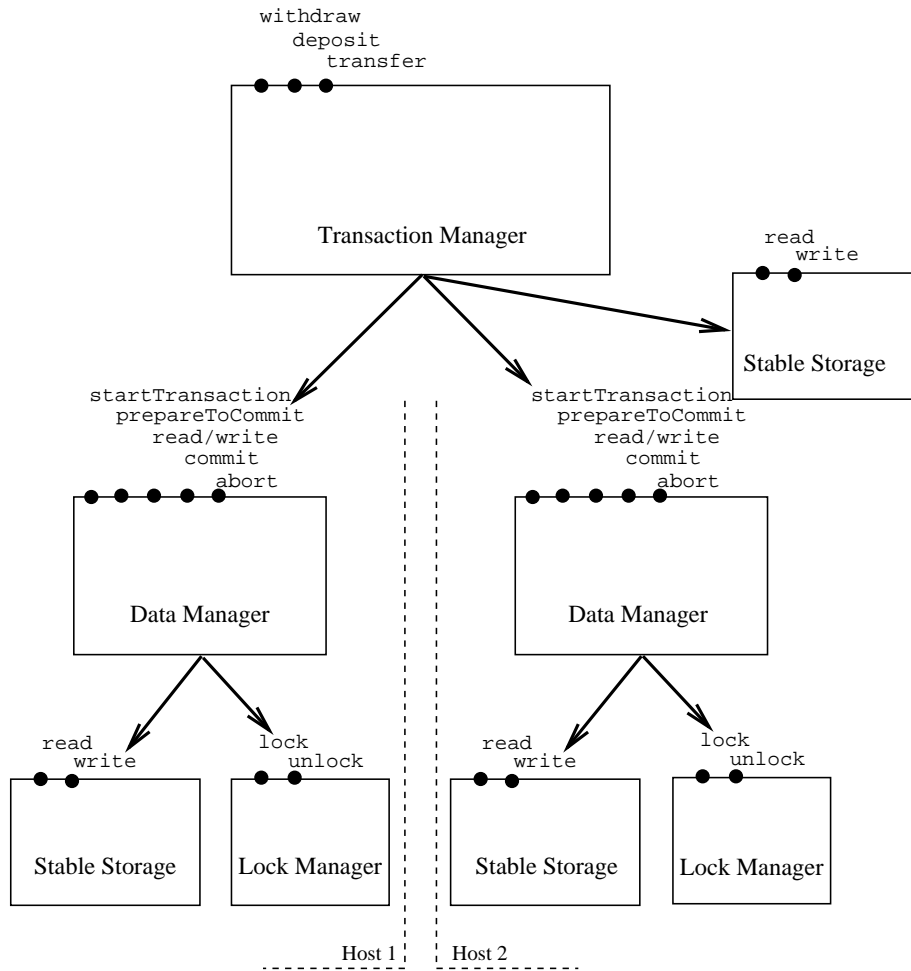 withdraw
deposit
transfer
Transaction Manager
read
write
Stable Storage
startTransaction
prepareToCommit
read/write
commit
abort
Data Manager
startTransaction
prepareToCommit
read/write
commit
abort
Data Manager
read
write
Stable Storage
lock
unlock
Lock Manager
read
write
Stable Storage
lock
unlock
Lock Manager
Host 1
Host 2